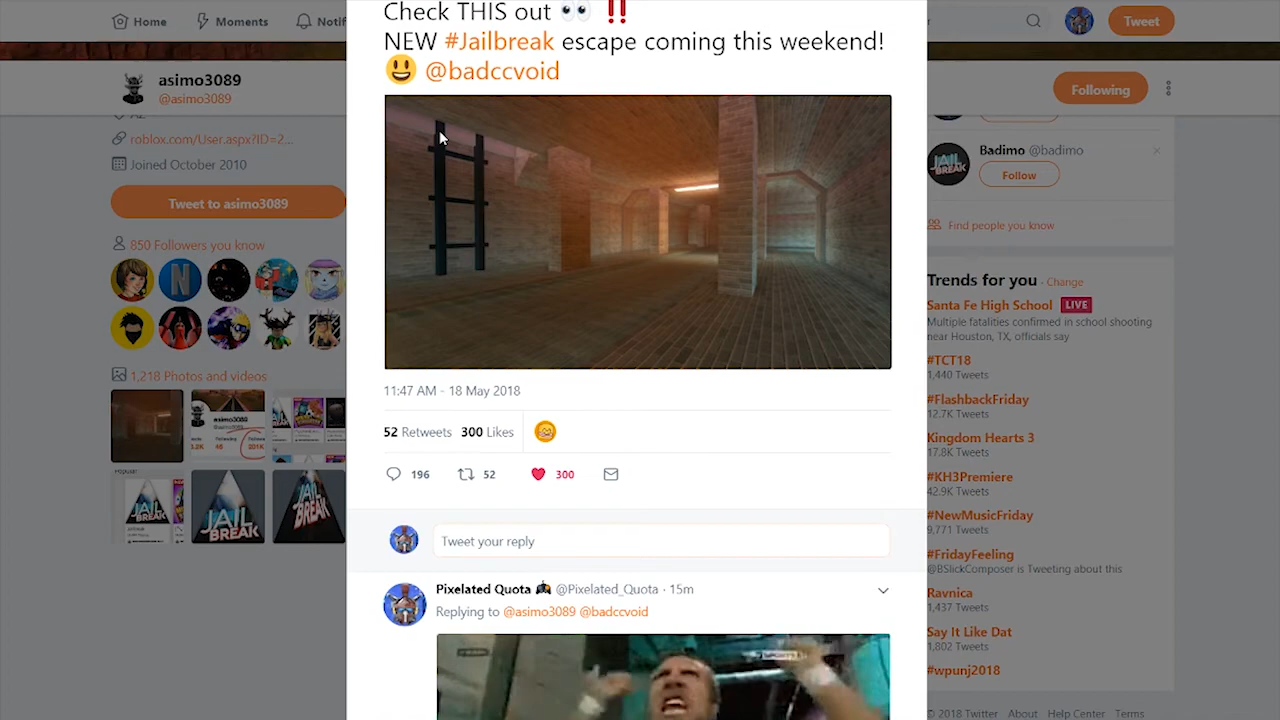 Home
Moments
Notif
r
Tweet
asimo3089
@asimo3089
Following
roblox.com/User.aspx?ID=2...
Joined October 2010
Tweet to asimo3089
850 Followers you know
1,218 Photos and videos
Check THIS out 👀 ‼️
NEW #Jailbreak escape coming this weekend!
😃 @badccvoid
11:47 AM - 18 May 2018
52 Retweets 300 Likes
196 52 300
Tweet your reply
Pixelated Quota @Pixelated_Quota · 15m
Replying to @asimo3089 @badccvoid
Badimo @badimo
Follow
Find people you know
Trends for you · Change
Santa Fe High School LIVE
Multiple fatalities confirmed in school shooting
near Houston, TX, officials say
#TCT18
1,440 Tweets
#FlashbackFriday
12.7K Tweets
Kingdom Hearts 3
17.8K Tweets
#KH3Premiere
42.9K Tweets
#NewMusicFriday
9,771 Tweets
#FridayFeeling
@BSlickComposer is Tweeting about this
Ravnica
1,437 Tweets
Say It Like Dat
1,802 Tweets
#wpunj2018
© 2018 Twitter About Help Center Terms